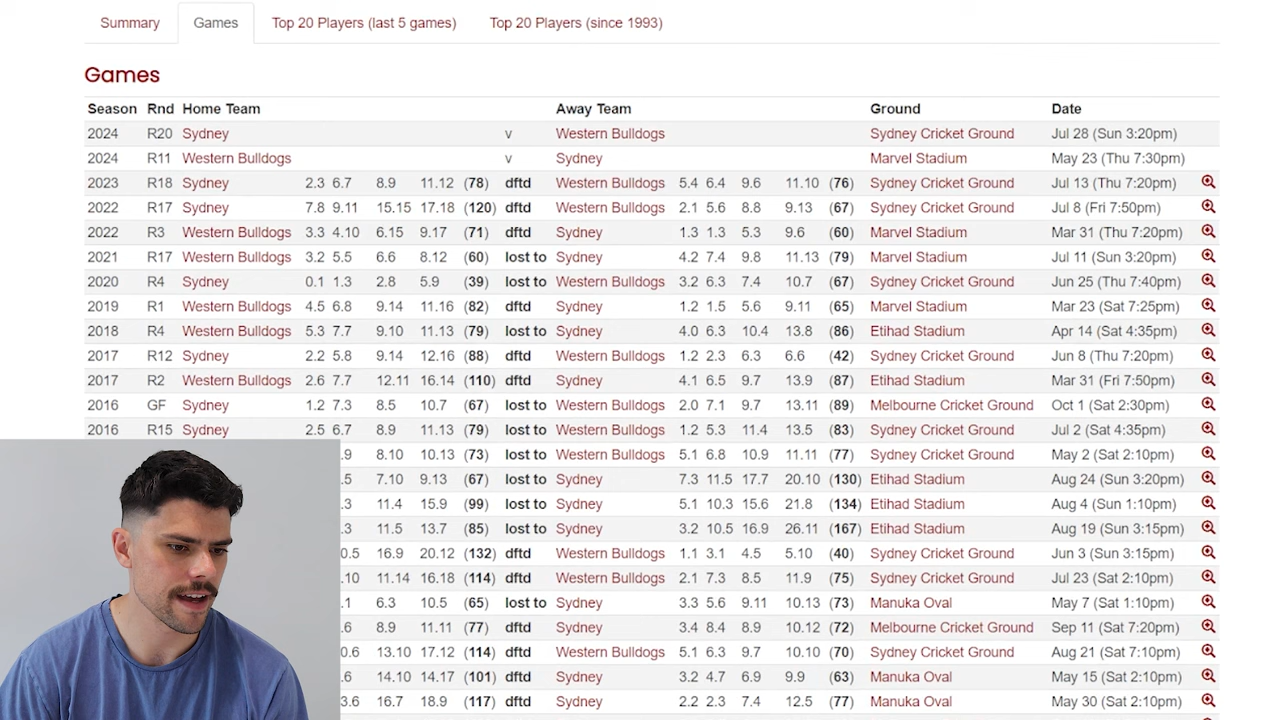 Summary Games Top 20 Players (last 5 games) Top 20 Players (since 1993)
Games
Season Rnd Home Team Away Team Ground Date
2024 R20 Sydney v Western Bulldogs Sydney Cricket Ground Jul 28 (Sun 3:20pm)
2024 R11 Western Bulldogs v Sydney Marvel Stadium May 23 (Thu 7:30pm)
2023 R18 Sydney 2.3 6.7 8.9 11.12 (78) dftd Western Bulldogs 5.4 6.4 9.6 11.10 (76) Sydney Cricket Ground Jul 13 (Thu 7:20pm)
2022 R17 Sydney 7.8 9.11 15.15 17.18 (120) dftd Western Bulldogs 2.1 5.6 8.8 9.13 (67) Sydney Cricket Ground Jul 8 (Fri 7:50pm)
2022 R3 Western Bulldogs 3.3 4.10 6.15 9.17 (71) dftd Sydney 1.3 1.3 5.3 9.6 (60) Marvel Stadium Mar 31 (Thu 7:20pm)
2021 R17 Western Bulldogs 3.2 5.5 6.6 8.12 (60) lost to Sydney 4.2 7.4 9.8 11.13 (79) Marvel Stadium Jul 11 (Sun 3:20pm)
2020 R4 Sydney 0.1 1.3 2.8 5.9 (39) lost to Western Bulldogs 3.2 6.3 7.4 10.7 (67) Sydney Cricket Ground Jun 25 (Thu 7:40pm)
2019 R1 Western Bulldogs 4.5 6.8 9.14 11.16 (82) dftd Sydney 1.2 1.5 5.6 9.11 (65) Marvel Stadium Mar 23 (Sat 7:25pm)
2018 R4 Western Bulldogs 5.3 7.7 9.10 11.13 (79) lost to Sydney 4.0 6.3 10.4 13.8 (86) Etihad Stadium Apr 14 (Sat 4:35pm)
2017 R12 Sydney 2.2 5.8 9.14 12.16 (88) dftd Western Bulldogs 1.2 2.3 6.3 6.6 (42) Sydney Cricket Ground Jun 8 (Thu 7:20pm)
2017 R2 Western Bulldogs 2.6 7.7 12.11 16.14 (110) dftd Sydney 4.1 6.5 9.7 13.9 (87) Etihad Stadium Mar 31 (Fri 7:50pm)
2016 GF Sydney 1.2 7.3 8.5 10.7 (67) lost to Western Bulldogs 2.0 7.1 9.7 13.11 (89) Melbourne Cricket Ground Oct 1 (Sat 2:30pm)
2016 R15 Sydney 2.5 6.7 8.9 11.13 (79) lost to Western Bulldogs 1.2 5.3 11.4 13.5 (83) Sydney Cricket Ground Jul 2 (Sat 4:35pm)
.9 8.10 10.13 (73) lost to Western Bulldogs 5.1 6.8 10.9 11.11 (77) Sydney Cricket Ground May 2 (Sat 2:10pm)
.5 7.10 9.13 (67) lost to Sydney 7.3 11.5 17.7 20.10 (130) Etihad Stadium Aug 24 (Sun 3:20pm)
.3 11.4 15.9 (99) lost to Sydney 5.1 10.3 15.6 21.8 (134) Etihad Stadium Aug 4 (Sun 1:10pm)
.3 11.5 13.7 (85) lost to Sydney 3.2 10.5 16.9 26.11 (167) Etihad Stadium Aug 19 (Sun 3:15pm)
0.5 16.9 20.12 (132) dftd Western Bulldogs 1.1 3.1 4.5 5.10 (40) Sydney Cricket Ground Jun 3 (Sun 3:15pm)
.10 11.14 16.18 (114) dftd Western Bulldogs 2.1 7.3 8.5 11.9 (75) Sydney Cricket Ground Jul 23 (Sat 2:10pm)
.1 6.3 10.5 (65) lost to Sydney 3.3 5.6 9.11 10.13 (73) Manuka Oval May 7 (Sat 1:10pm)
.6 8.9 11.11 (77) dftd Sydney 3.4 8.4 8.9 10.12 (72) Melbourne Cricket Ground Sep 11 (Sat 7:20pm)
0.6 13.10 17.12 (114) dftd Western Bulldogs 5.1 6.3 9.7 10.10 (70) Sydney Cricket Ground Aug 21 (Sat 7:10pm)
.6 14.10 14.17 (101) dftd Sydney 3.2 4.7 6.9 9.9 (63) Manuka Oval May 15 (Sat 2:10pm)
3.6 16.7 18.9 (117) dftd Sydney 2.2 2.3 7.4 12.5 (77) Manuka Oval May 30 (Sat 2:10pm)